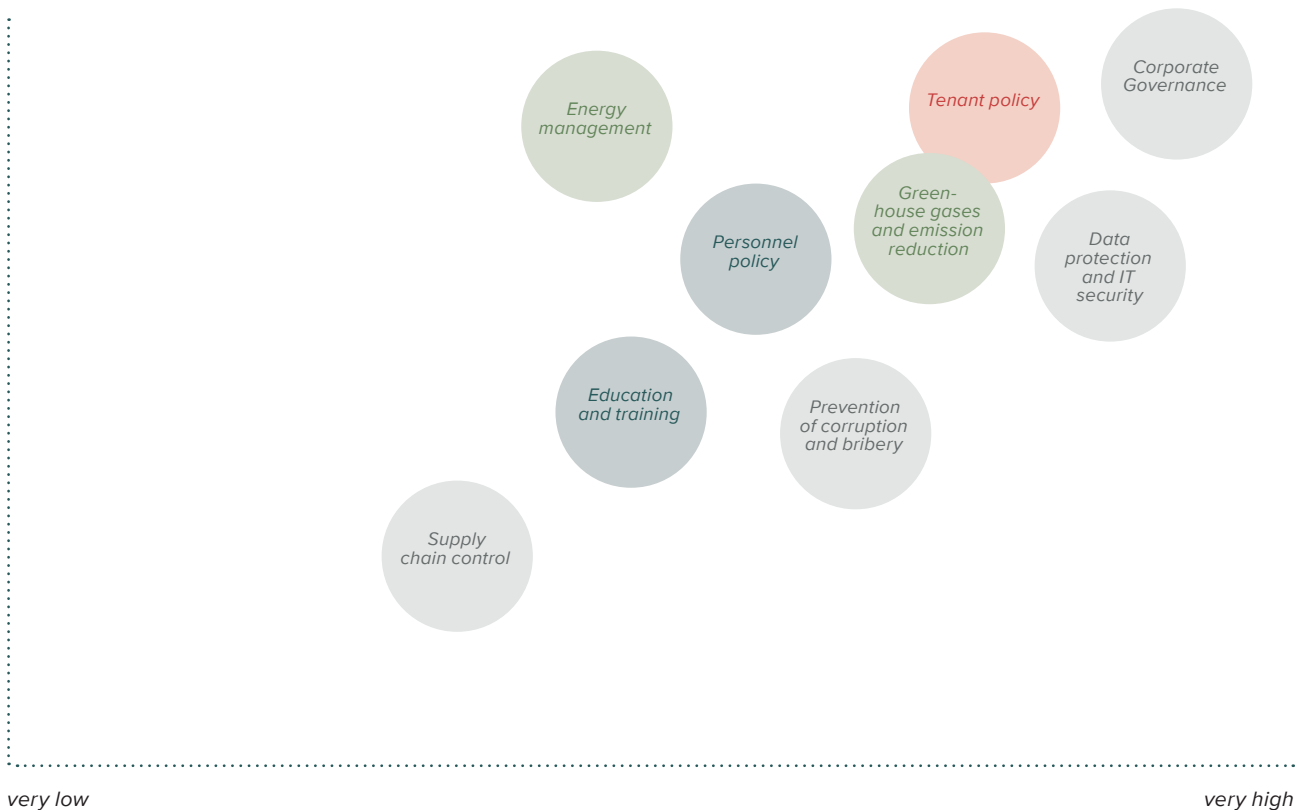 Corporate
Governance
Tenant policy
Energy
management
Green-
house gases
and emission
reduction
Personnel
policy
Data
protection
and IT
security
Education
and training
Prevention
of corruption
and bribery
Supply
chain control
very low
very high